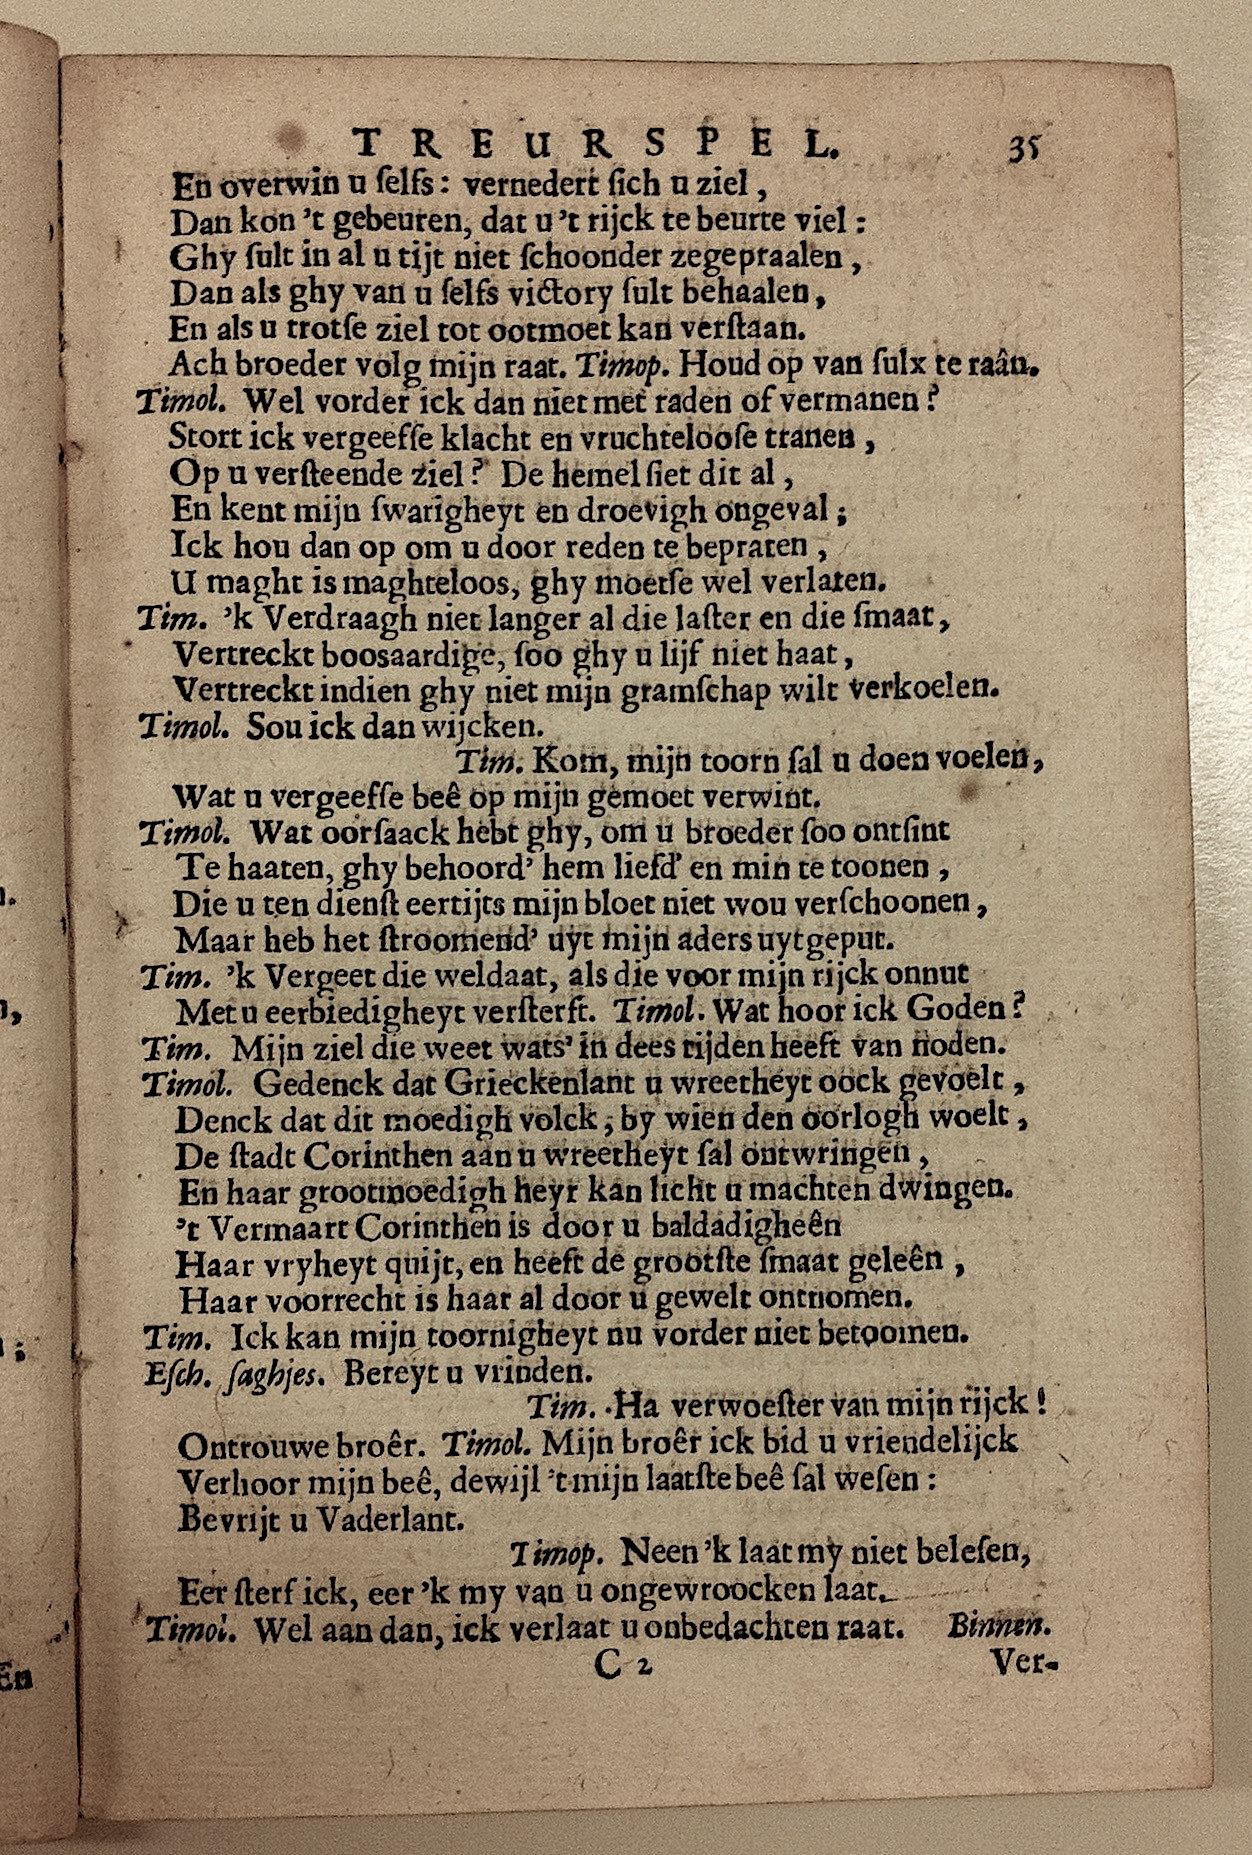 TREURSPEL. 35
En overwin u ſelfs: vernedert ſich u ziel,
Dan kon 't gebeuren, dat u 't rijck te beurte viel:
Ghy ſult in al u tijt niet ſchoonder zegepraalen,
Dan als ghy van u ſelfs victory ſult behaalen,
En als u trotſe ziel tot ootmoet kan verſtaan.
Ach broeder volg mijn raat. Timop. Houd op van ſulx te raân.
Timol. Wel vorder ick dan niet met raden of vermanen?
Stort ick vergeefſe klacht en vruchtelooſe tranen,
Op u verſteende ziel? De hemel ſiet dit al,
En kent mijn ſwarigheyt en droevigh ongeval;
Ick hou dan op om u door reden te bepraten,
U maght is maghteloos, ghy moetſe wel verlaten.
Tim. 'k Verdraagh niet langer al die laſter en die ſmaat,
Vertreckt boosaardige, ſoo ghy u lijf niet haat,
Vertreckt indien ghy niet mijn gramſchap wilt verkoelen.
Timol. Sou ick dan wijcken.
Tim. Kom, mijn toorn ſal u doen voelen,
Wat u vergeefſe beê op mijn gemoet verwint.
Timol. Wat oorſaack hebt ghy, om u broeder ſoo ontſint
Te haaten, ghy behoord' hem liefd' en min te toonen,
Die u ten dienſt eertijts mijn bloet niet wou verſchoonen,
Maar heb het ſtroomend' uyt mijn aders uytgeput.
Tim. 'k Vergeet die weldaat, als die voor mijn rijck onnut
Met u eerbiedigheyt verſterft. Timol. Wat hoor ick Goden?
Tim. Mijn ziel die weet wats' in dees tijden heeft van noden.
Timol. Gedenck dat Grieckenlant u wreetheyt oock gevoelt,
Denck dat dit moedigh volck, by wien den oorlogh woelt,
De ſtadt Corinthen aan u wreetheyt ſal ontwringen,
En haar grootmoedigh heyr kan licht u machten dwingen.
't Vermaart Corinthen is door u baldadigheên
Haar vryheyt quijt, en heeft de grootſte ſmaat geleên,
Haar voorrecht is haar al door u gewelt ontnomen.
Tim. Ick kan mijn toornigheyt nu vorder niet betoomen.
Eſch. ſaghjes. Bereyt u vrinden.
Tim. Ha verwoeſter van mijn rijck!
Ontrouwe broêr. Timol. Mijn broêr ick bid u vriendelijck
Verhoor mijn beê, dewijl 't mijn laatſte beê ſal weſen:
Bevrijt u Vaderlant.
Timop. Neen 'k laat my niet beleſen,
Eer ſterf ick, eer 'k my van u ongewroocken laat.
Timol. Wel aan dan, ick verlaat u onbedachten raat. Binnen.
C 2 Ver-
En